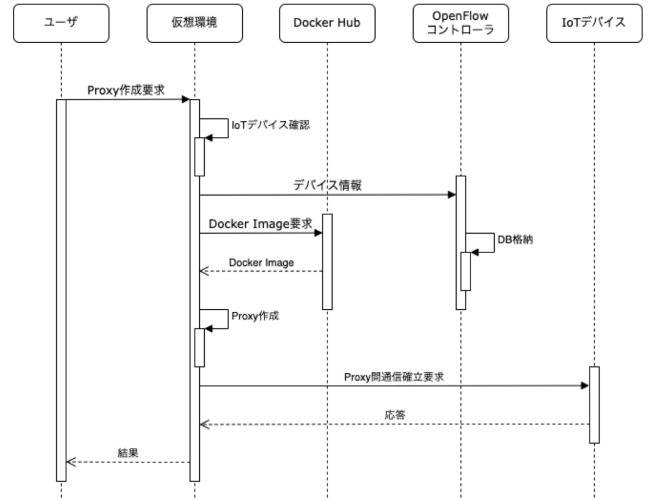 ユーザ
仮想環境
Docker Hub
OpenFlow
コントローラ
IoTデバイス
Proxy作成要求
IoTデバイス確認
デバイス情報
Docker Image要求
DB格納
Docker Image
Proxy作成
Proxy間通信確立要求
応答
結果